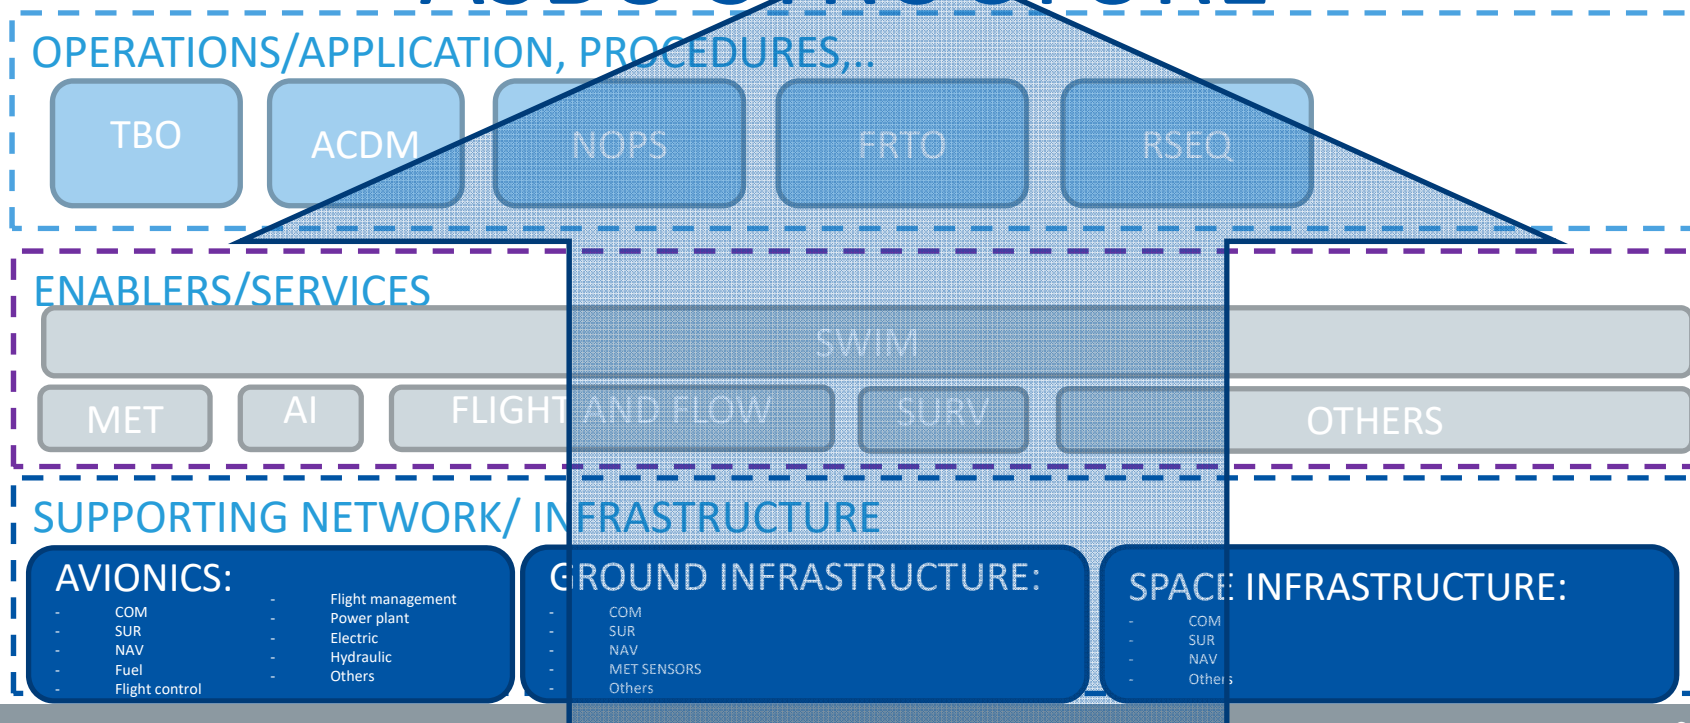 ASBU STRUCTURE
OPERATIONS/APPLICATION, PROCEDURES,..
TBO
ACDM
NOPS
FRTO
RSEQ
ENABLERS/SERVICES
SWIM
MET
AI
FLIGHT AND FLOW
SURV
OTHERS
SUPPORTING NETWORK/ INFRASTRUCTURE
AVIONICS:
- COM
- SUR
- NAV
- Fuel
- Flight control
- Flight management
- Power plant
- Electric
- Hydraulic
- Others
GROUND INFRASTRUCTURE:
- COM
- SUR
- NAV
- MET SENSORS
- Others
SPACE INFRASTRUCTURE:
- COM
- SUR
- NAV
- Others